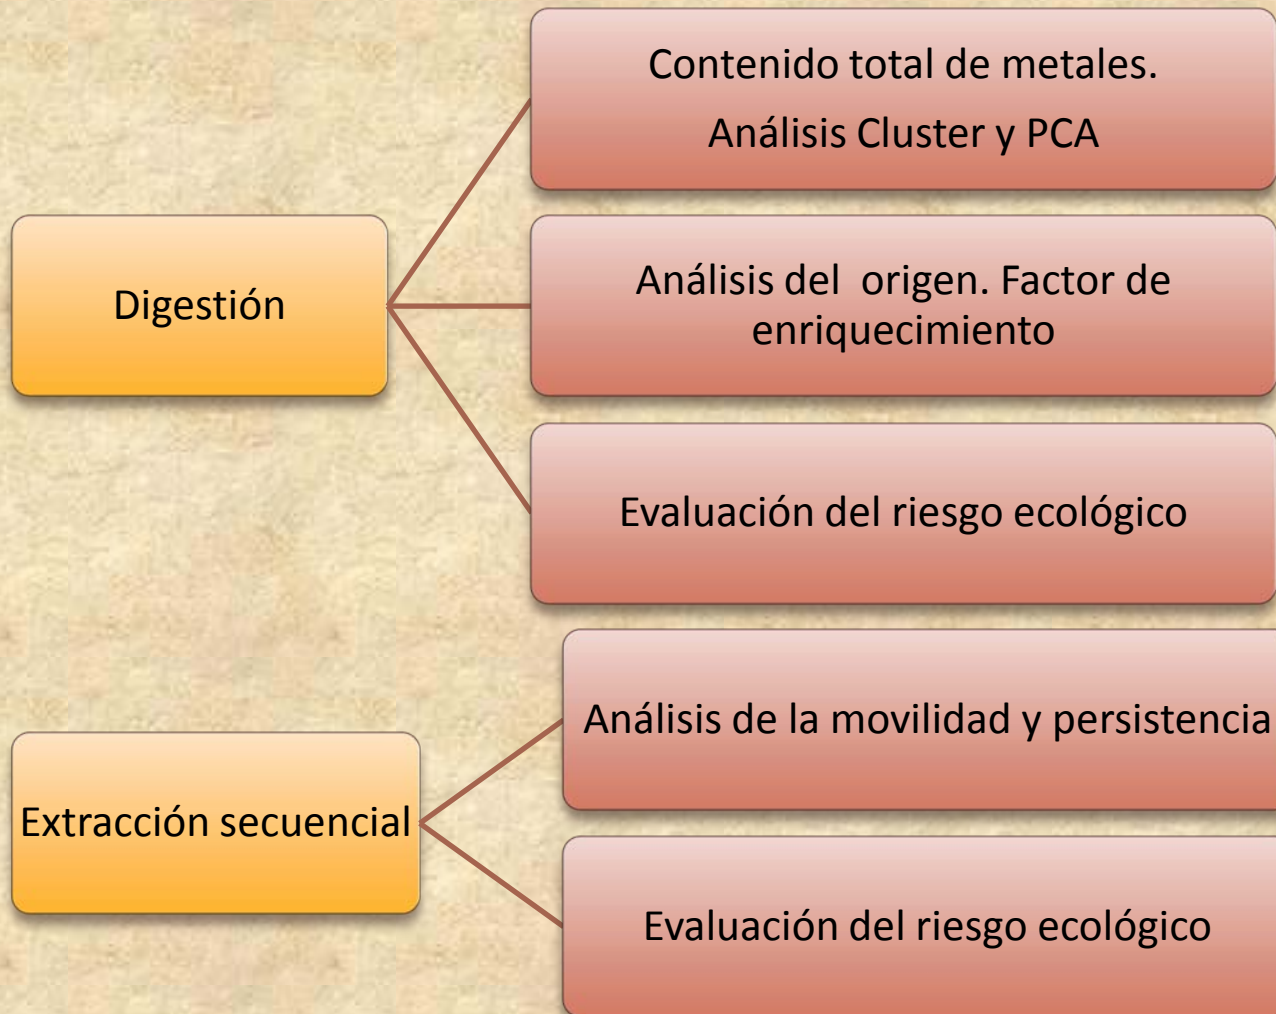 Contenido total de metales.
Análisis Cluster y PCA
Digestión
Análisis del  origen. Factor de
enriquecimiento
Evaluación del riesgo ecológico
Extracción secuencial
Análisis de la movilidad y persistencia
Evaluación del riesgo ecológico